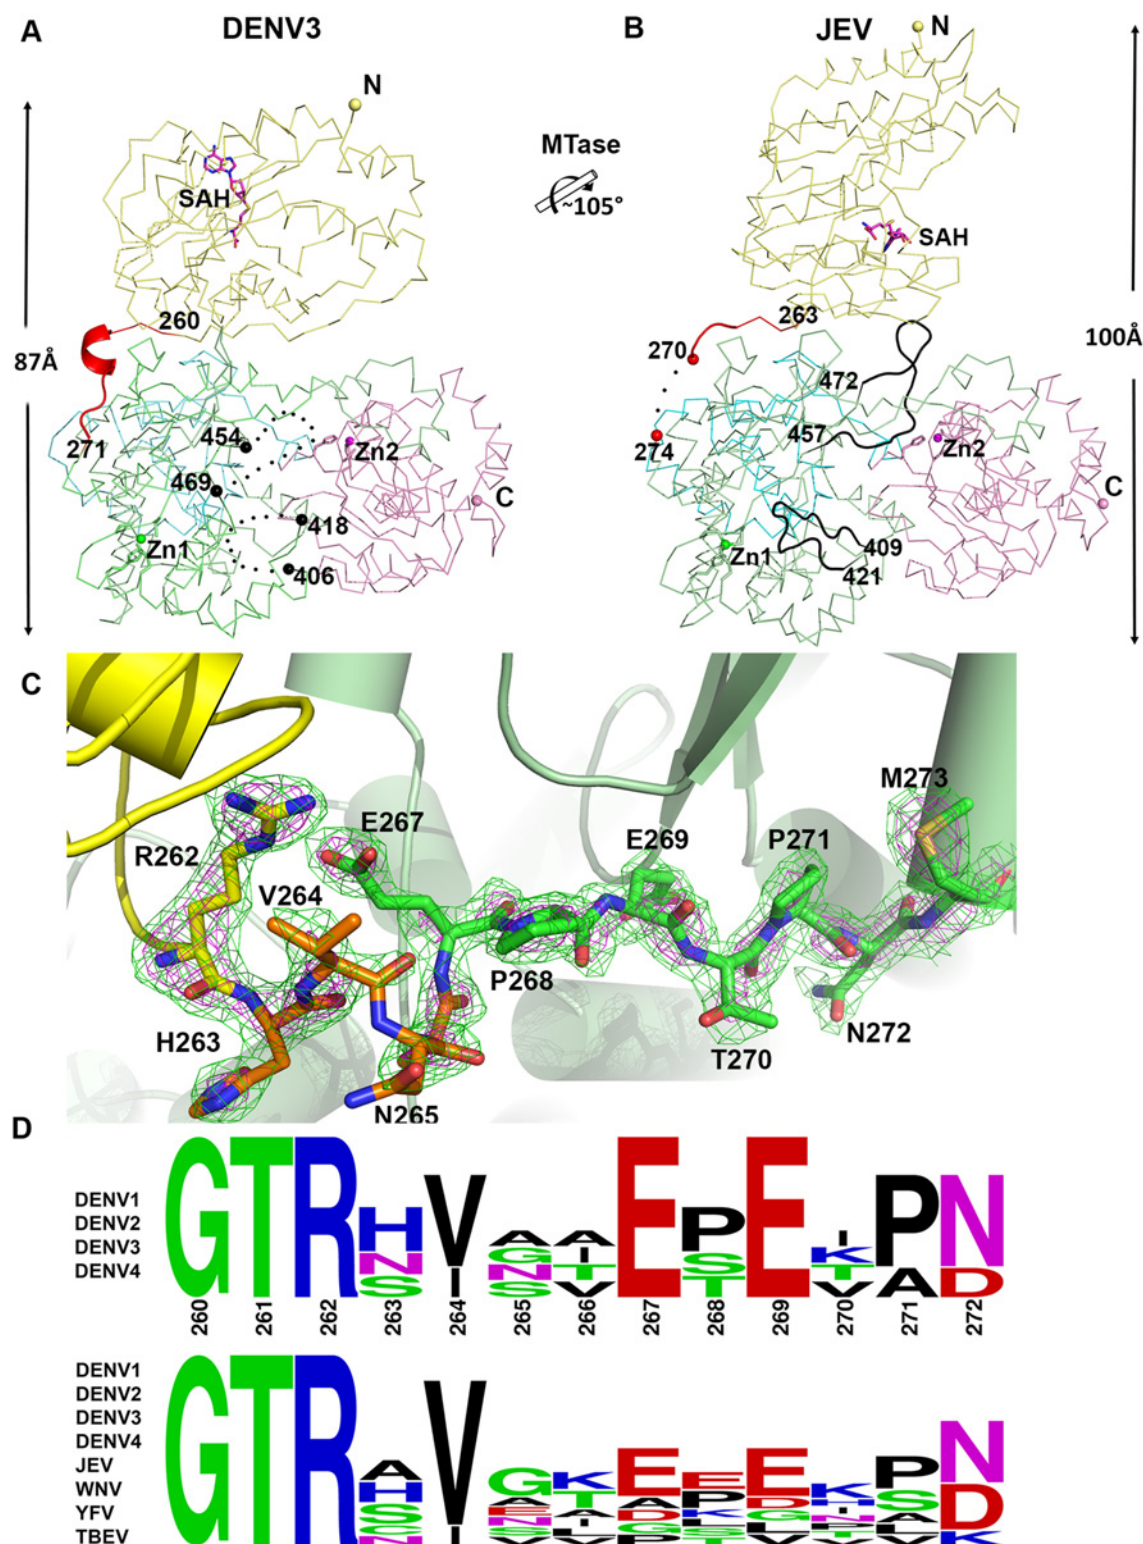 A
DENV3
B
JEV
N
N
MTase
~105°
SAH
SAH
260
263
87Å
270
100Å
472
271
454
457
Zn2
274
Zn2
469
C
418
Zn1
Zn1
409
406
421
C
M273
E267
E269
P271
R262
V264
P268
N272
H263
T270
N265
D
DENV1
DENV2
DENV3
DENV4
G T R H V A A E P E I P N
N I G I S K A D
S N T T T
S V V
260 261 262 263 264 265 266 267 268 269 270 271 272
DENV1
DENV2
DENV3
DENV4
JEV
WNV
YFV
TBEV
G T R A V G K E E E K P N